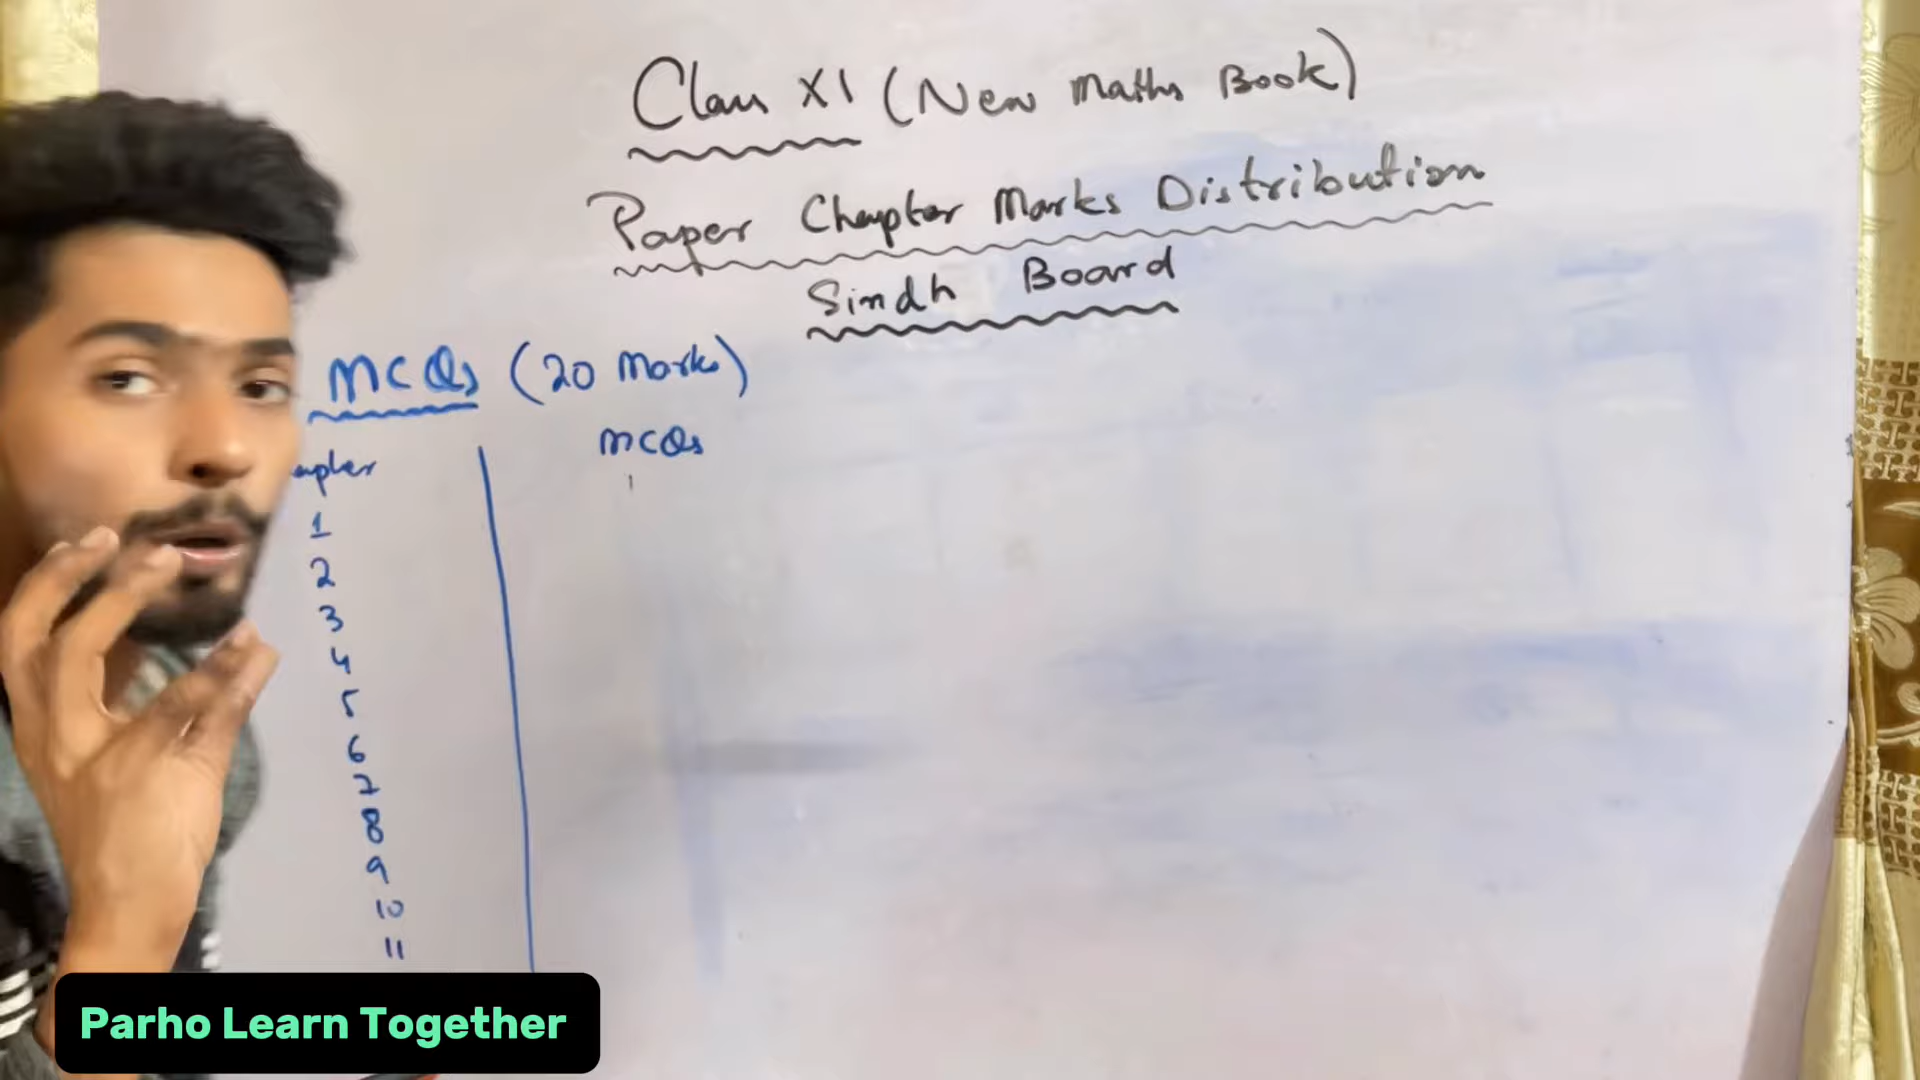 Class XI (New Maths Book)
Paper Chapter Marks Distribution
Sindh Board
MCQs (20 Marks)
MCQs
apter
1
2
3
4
5
6
7
8
9
10
11
Parho Learn Together